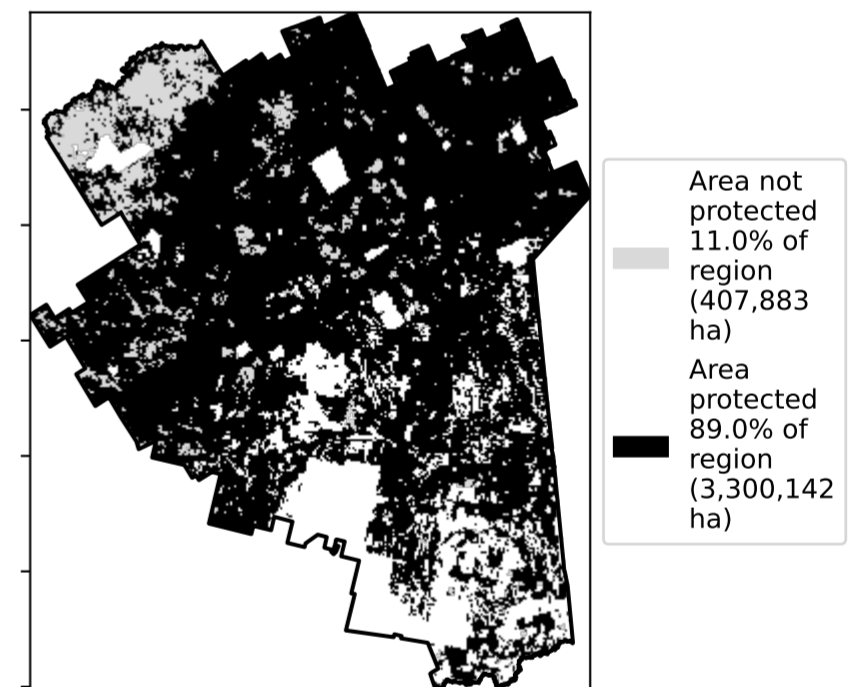 Area not
protected
11.0% of
region
(407,883
ha)
Area
protected
89.0% of
region
(3,300,142
ha)